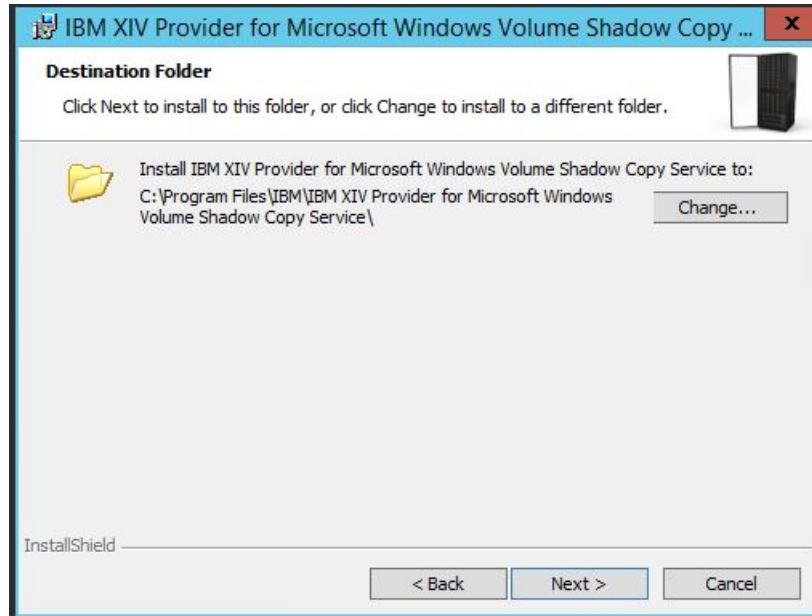 IBM XIV Provider for Microsoft Windows Volume Shadow Copy ...
x
Destination Folder
Click Next to install to this folder, or click Change to install to a different folder.
Install IBM XIV Provider for Microsoft Windows Volume Shadow Copy Service to:
C:\Program Files\IBM\IBM XIV Provider for Microsoft Windows
Volume Shadow Copy Service\
Change...
InstallShield
< Back
Next >
Cancel